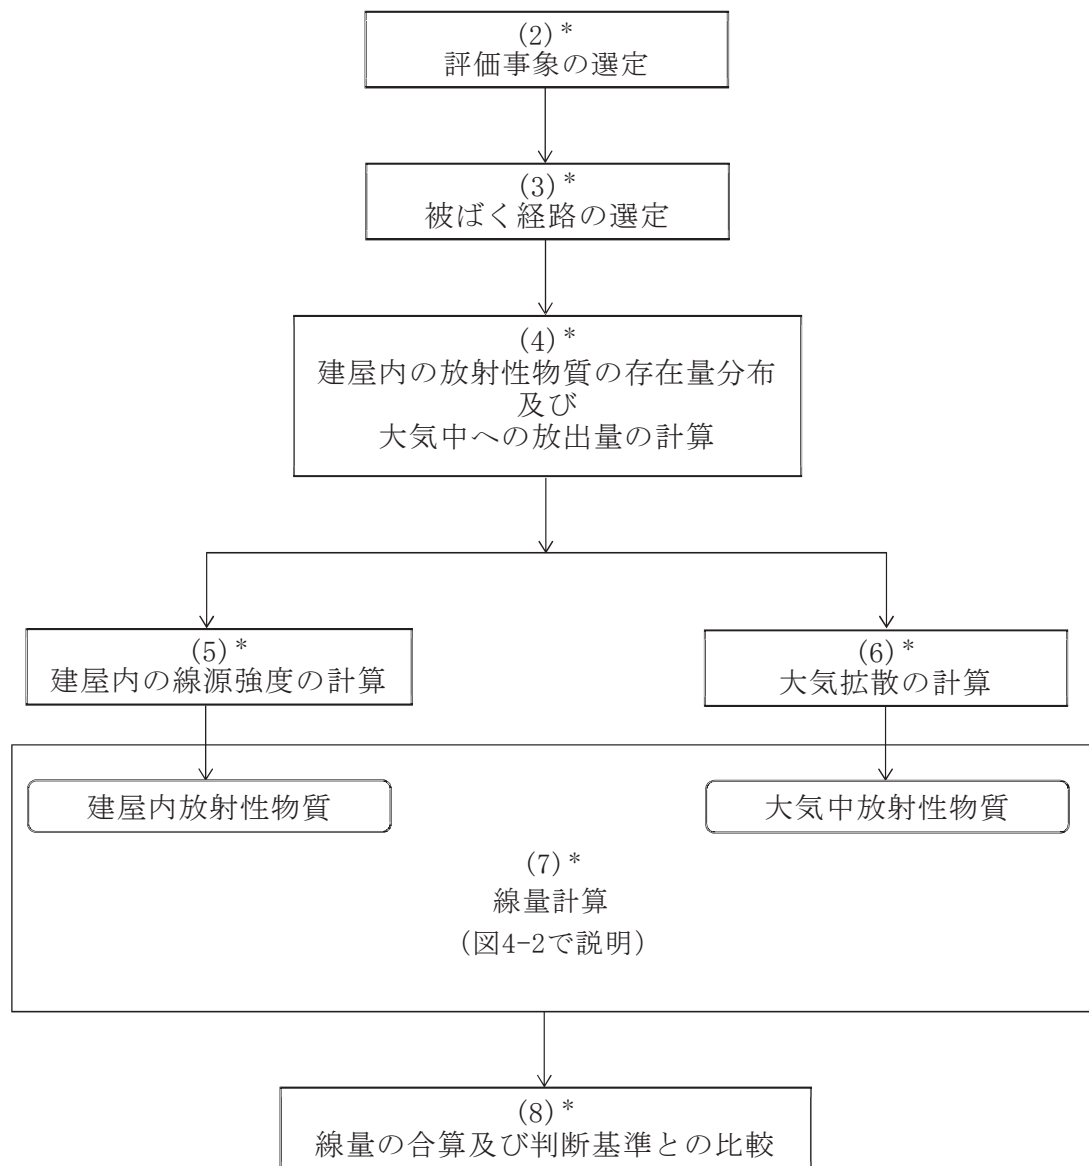 (2)*
評価事象の選定
(3)*
被ばく経路の選定
(4)*
建屋内の放射性物質の存在量分布
及び
大気中への放出量の計算
(5)*
建屋内の線源強度の計算
(6)*
大気拡散の計算
建屋内放射性物質
大気中放射性物質
(7)*
線量計算
(図4-2で説明)
(8)*
線量の合算及び判断基準との比較